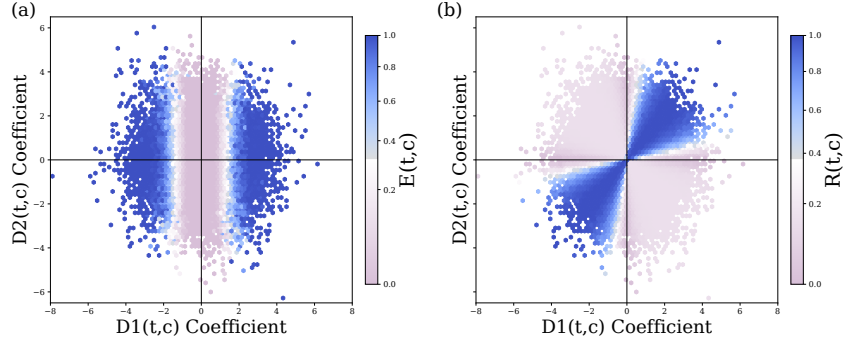 (a)
6
4
2
0
−2
−4
−6
D2(t,c) Coefficient
−8 −6 −4 −2 0 2 4 6 8
D1(t,c) Coefficient
1.0
0.8
0.6
0.4
0.2
0.0
E(t,c)
(b)
D2(t,c) Coefficient
−8 −6 −4 −2 0 2 4 6 8
D1(t,c) Coefficient
1.0
0.8
0.6
0.4
0.2
0.0
R(t,c)